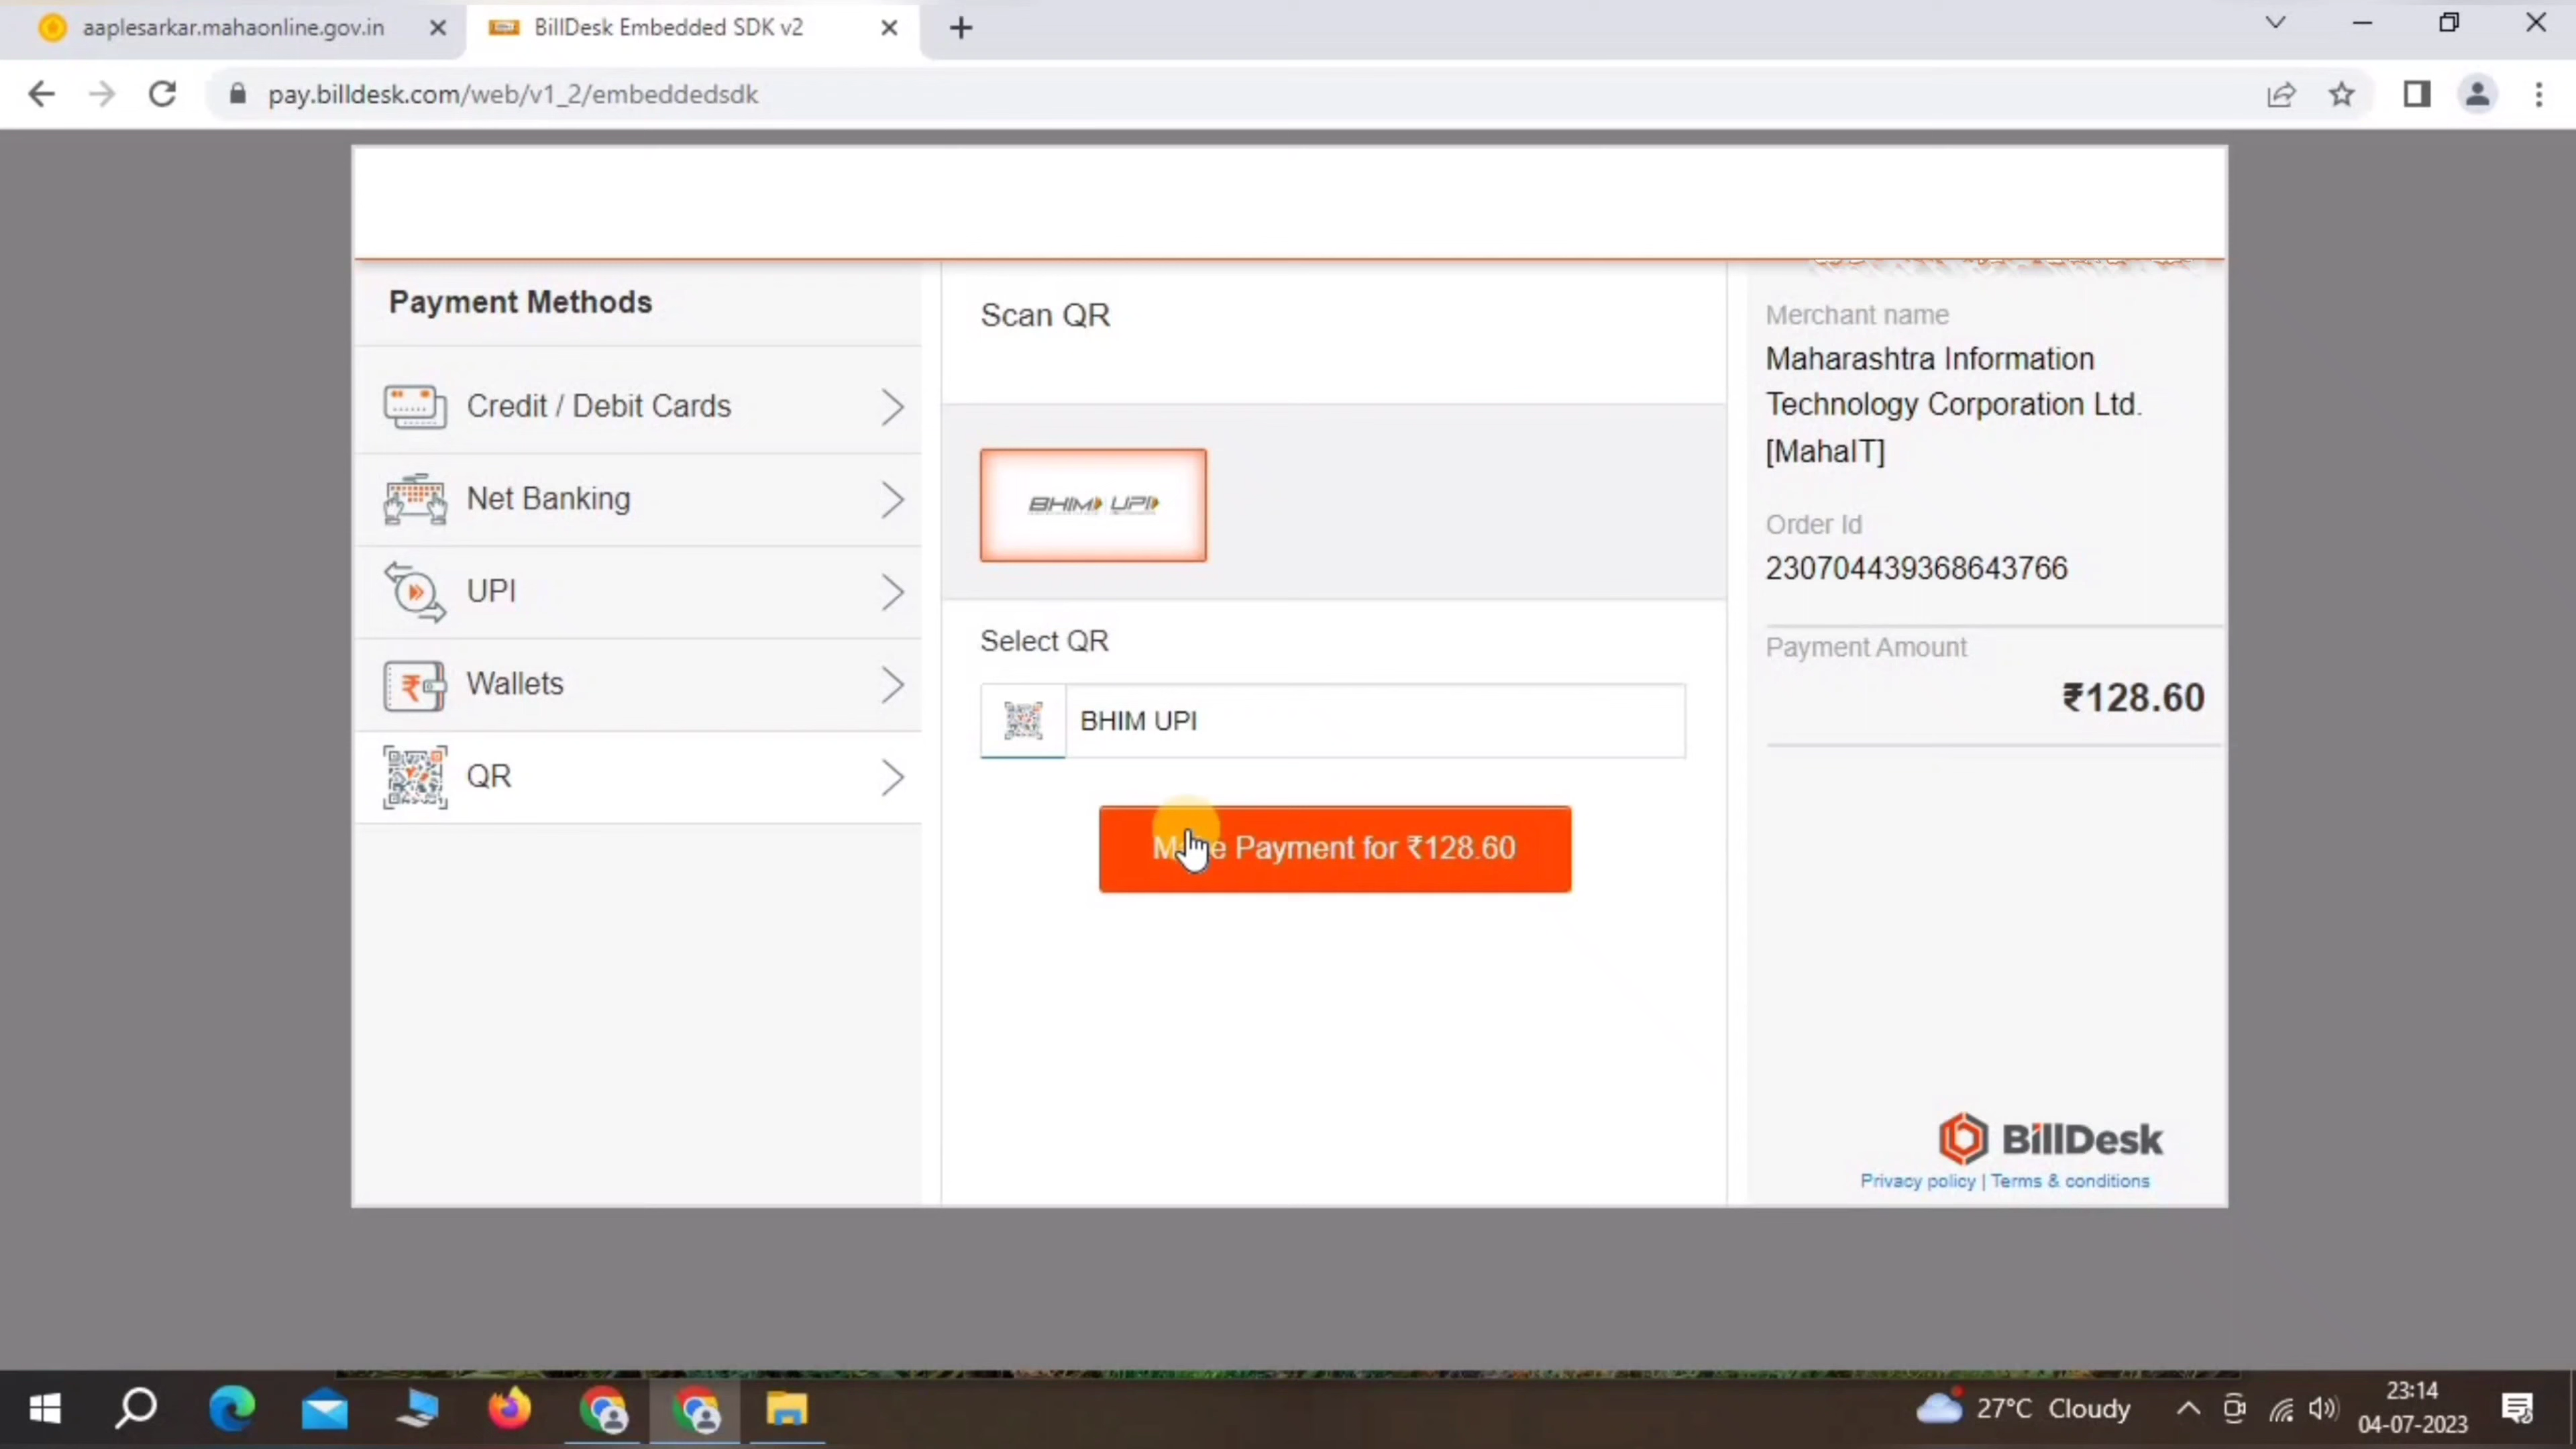 aaplesarkar.mahaonline.gov.in
BillDesk Embedded SDK v2
pay.billdesk.com/web/v1_2/embeddedsdk
Payment Methods
Credit / Debit Cards
Net Banking
UPI
Wallets
QR
Scan QR
BHIM UPI
Select QR
BHIM UPI
Make Payment for ₹128.60
Merchant name
Maharashtra Information
Technology Corporation Ltd.
[MahaIT]
Order Id
230704439368643766
Payment Amount
₹128.60
BillDesk
Privacy policy | Terms & conditions
27°C Cloudy
23:14
04-07-2023